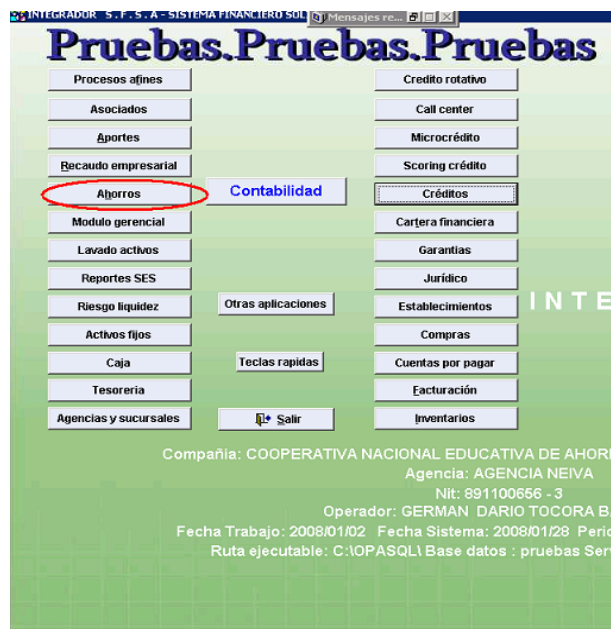 INTEGRADOR S.F.S.A - SISTEMA FINANCIERO SOL
Mensajes re...
Pruebas.Pruebas.Pruebas
Procesos afines
Credito rotativo
Asociados
Call center
Aportes
Microcrédito
Recaudo empresarial
Scoring crédito
Ahorros
Contabilidad
Créditos
Modulo gerencial
Cartera financiera
Lavado activos
Garantias
Reportes SES
Jurídico
Riesgo liquidez
Otras aplicaciones
Establecimientos
INTE
Activos fijos
Compras
Caja
Teclas rapidas
Cuentas por pagar
Tesoreria
Facturación
Agencias y sucursales
Salir
Inventarios
Compañia: COOPERATIVA NACIONAL EDUCATIVA DE AHORR
Agencia: AGENCIA NEIVA
Nit: 891100656 - 3
Operador: GERMAN DARIO TOCORA B.
Fecha Trabajo: 2008/01/02 Fecha Sistema: 2008/01/28 Perio
Ruta ejecutable: C:\OPASQL\ Base datos : pruebas Ser